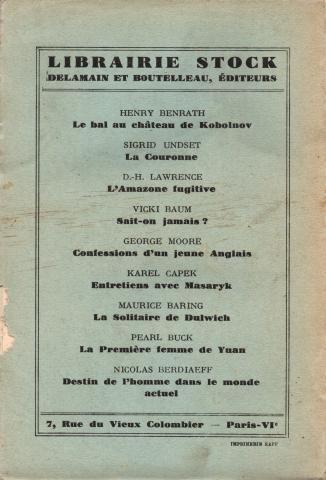 LIBRAIRIE STOCK
DELAMAIN ET BOUTELLEAU, ÉDITEURS
HENRY BENRATH
Le bal au château de Kobolnov
SIGRID UNDSET
La Couronne
D.-H. LAWRENCE
L'Amazone fugitive
VICKI BAUM
Sait-on jamais ?
GEORGE MOORE
Confessions d'un jeune Anglais
KAREL CAPEK
Entretiens avec Masaryk
MAURICE BARING
La Solitaire de Dulwich
PEARL BUCK
La Première femme de Yuan
NICOLAS BERDIAEFF
Destin de l'homme dans le monde
actuel
7, Rue du Vieux Colombier — Paris-VIe
IMPRIMERIE